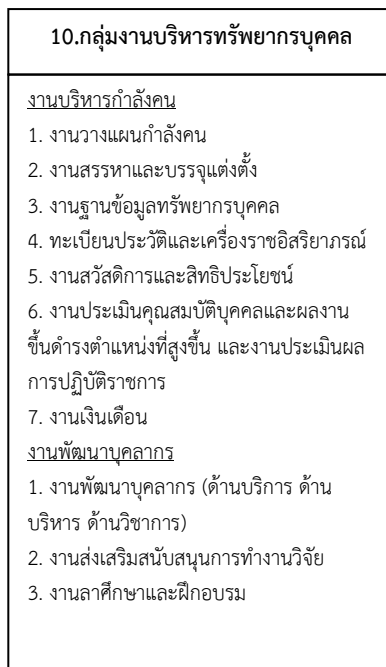 10.กลุ่มงานบริหารทรัพยากรบุคคล
งานบริหารกำลังคน
1. งานวางแผนกำลังคน
2. งานสรรหาและบรรจุแต่งตั้ง
3. งานฐานข้อมูลทรัพยากรบุคคล
4. ทะเบียนประวัติและเครื่องราชอิสริยาภรณ์
5. งานสวัสดิการและสิทธิประโยชน์
6. งานประเมินคุณสมบัติบุคคลและผลงาน
ขึ้นดำรงตำแหน่งที่สูงขึ้น และงานประเมินผล
การปฏิบัติราชการ
7. งานเงินเดือน
งานพัฒนาบุคลากร
1. งานพัฒนาบุคลากร (ด้านบริการ ด้าน
บริหาร ด้านวิชาการ)
2. งานส่งเสริมสนับสนุนการทำงานวิจัย
3. งานลาศึกษาและฝึกอบรม